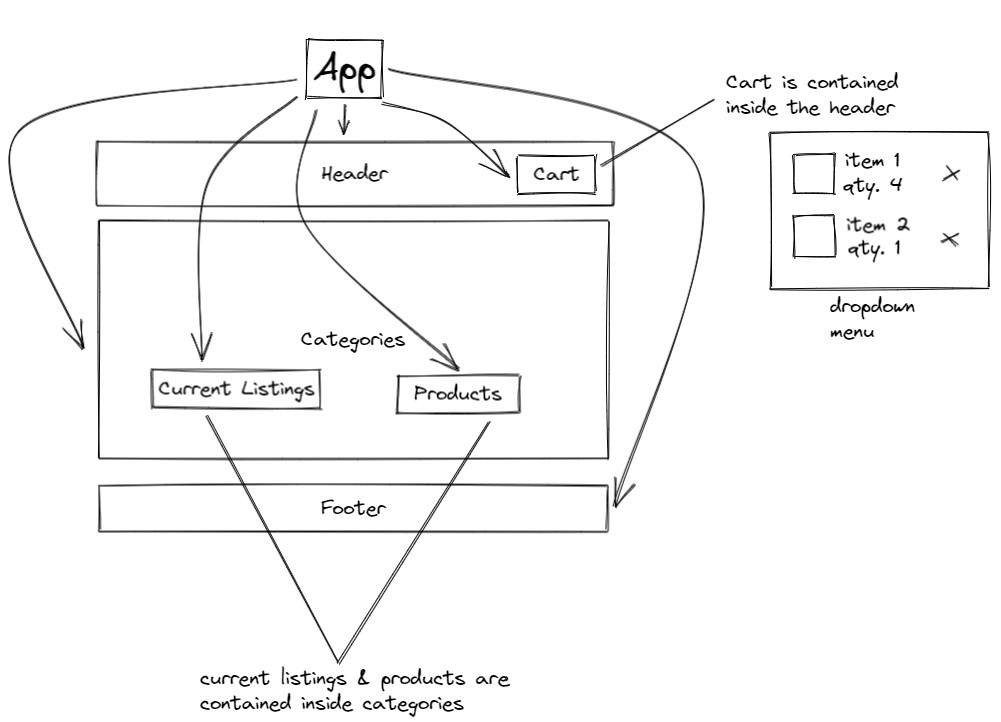 App
Cart is contained
inside the header
Header
Cart
item 1
qty. 4
item 2
qty. 1
dropdown
menu
Categories
Current Listings
Products
Footer
current listings & products are
contained inside categories